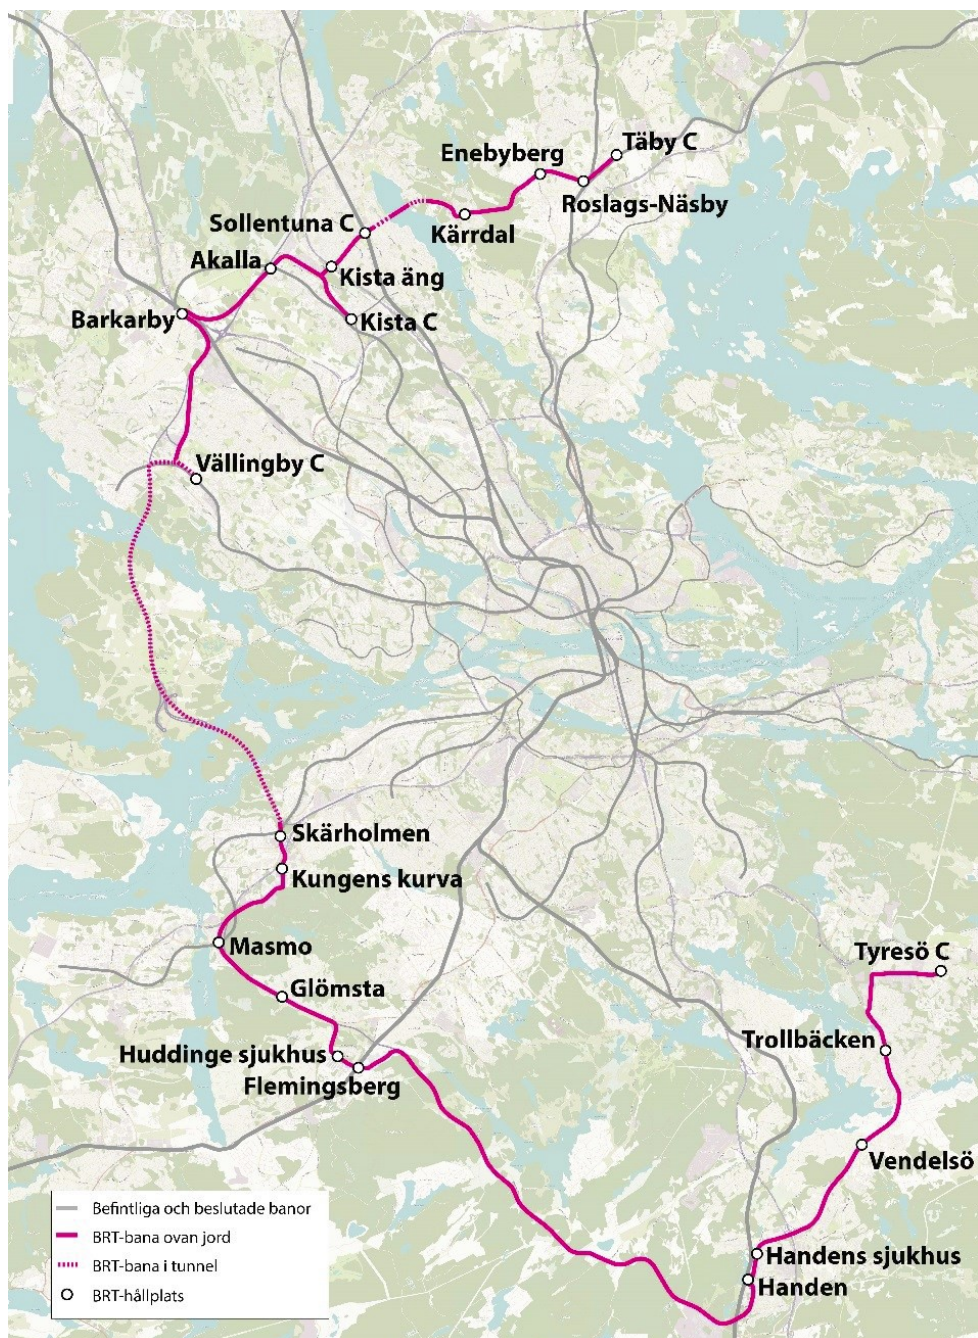 Täby C
Enebyberg
Roslags-Näsby
Sollentuna C
Kärrdal
Akalla
Kista äng
Barkarby
Kista C
Vällingby C
Skärholmen
Kungens kurva
Masmo
Tyresö C
Glömsta
Trollbäcken
Huddinge sjukhus
Flemingsberg
Vendelsö
Handens sjukhus
Handen
Befintliga och beslutade banor
BRT-bana ovan jord
BRT-bana i tunnel
BRT-hållplats